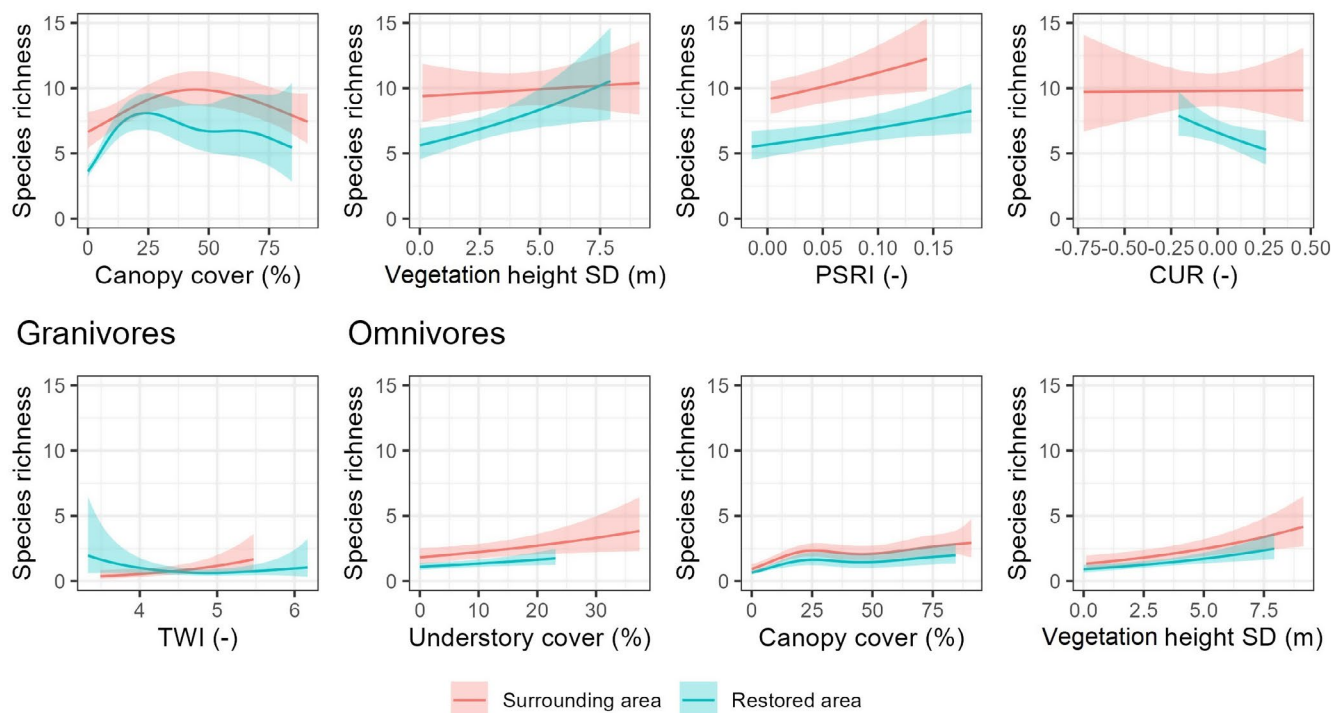 15
10
5
0
Species richness
0 25 50 75
Canopy cover (%)
15
10
5
0
Species richness
0.0 2.5 5.0 7.5
Vegetation height SD (m)
15
10
5
0
Species richness
0.00 0.05 0.10 0.15
PSRI (-)
15
10
5
0
Species richness
-0.75 -0.50 -0.25 0.00 0.25 0.50
CUR (-)
Granivores
Omnivores
15
10
5
0
Species richness
4 5 6
TWI (-)
15
10
5
0
Species richness
0 10 20 30
Understory cover (%)
15
10
5
0
Species richness
0 25 50 75
Canopy cover (%)
15
10
5
0
Species richness
0.0 2.5 5.0 7.5
Vegetation height SD (m)
Surrounding area
Restored area